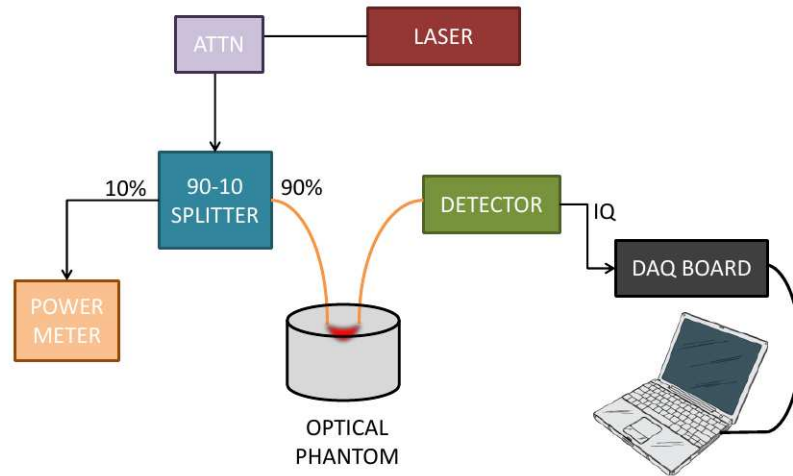 ATTN
LASER
10%
90-10
SPLITTER
90%
DETECTOR
IQ
DAQ BOARD
POWER
METER
OPTICAL
PHANTOM